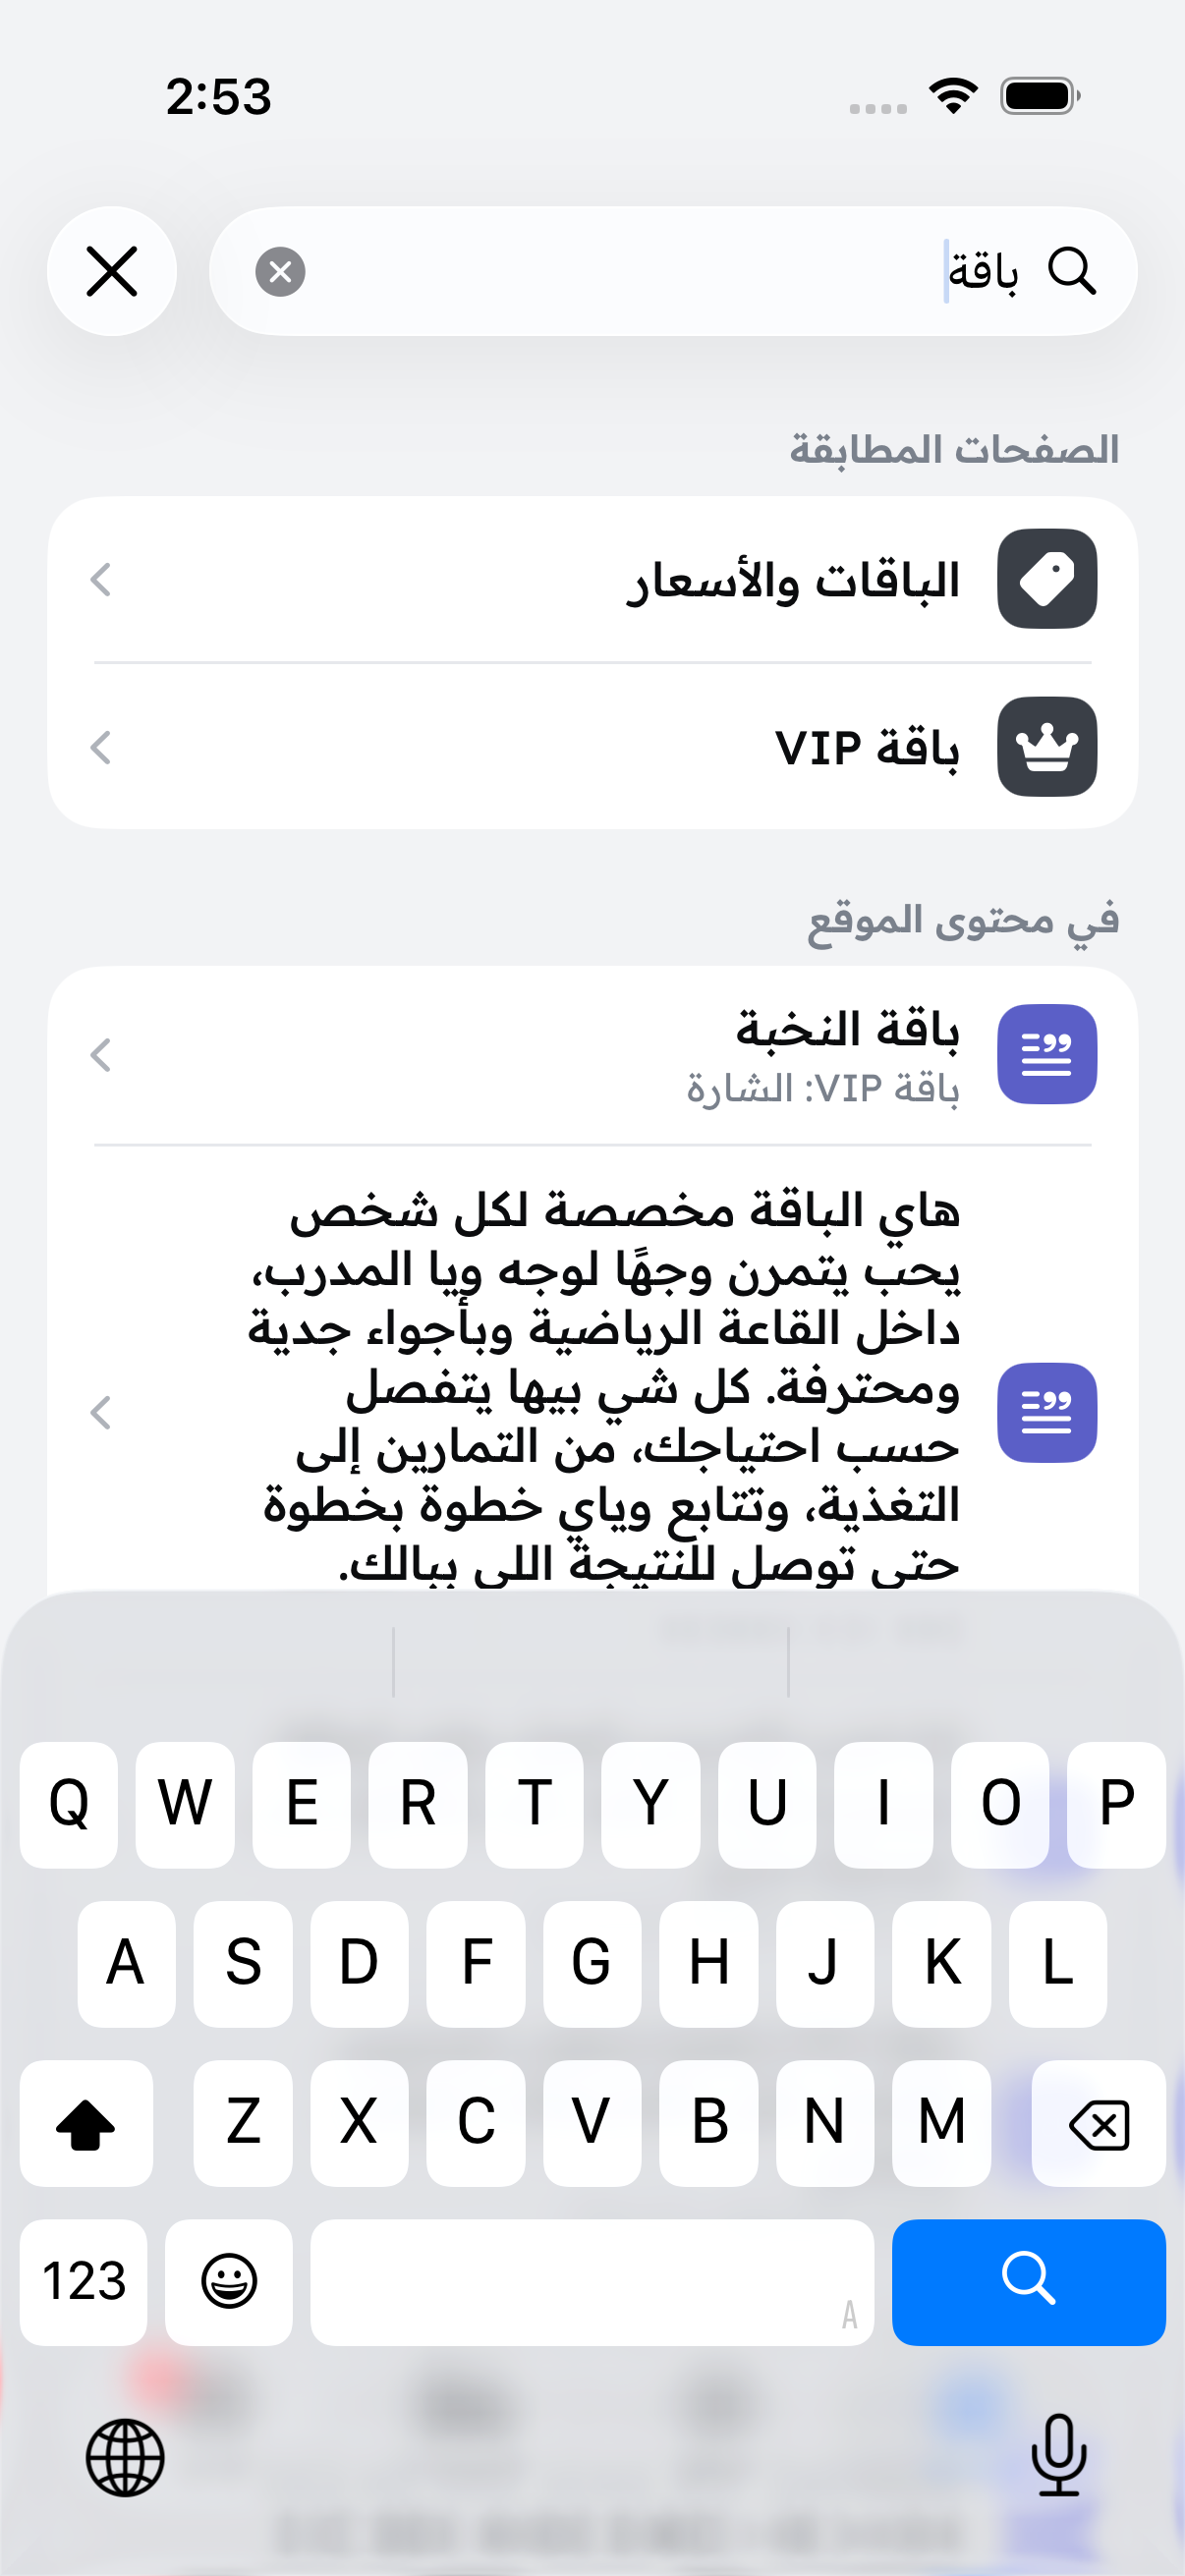 2:53
باقة
الصفحات المطابقة
الباقات والأسعار
باقة VIP
في محتوى الموقع
باقة النخبة
باقة VIP: الشارة
هاي الباقة مخصصة لكل شخص
يحب يتمرن وجهًا لوجه ويا المدرب،
داخل القاعة الرياضية وبأجواء جدية
ومحترفة. كل شي بيها يتفصل
حسب احتياجك، من التمارين إلى
التغذية، وتتابع وياي خطوة بخطوة
حتى توصل للنتيجة اللي ببالك.
Q W E R T Y U I O P
A S D F G H J K L
Z X C V B N M
123
A